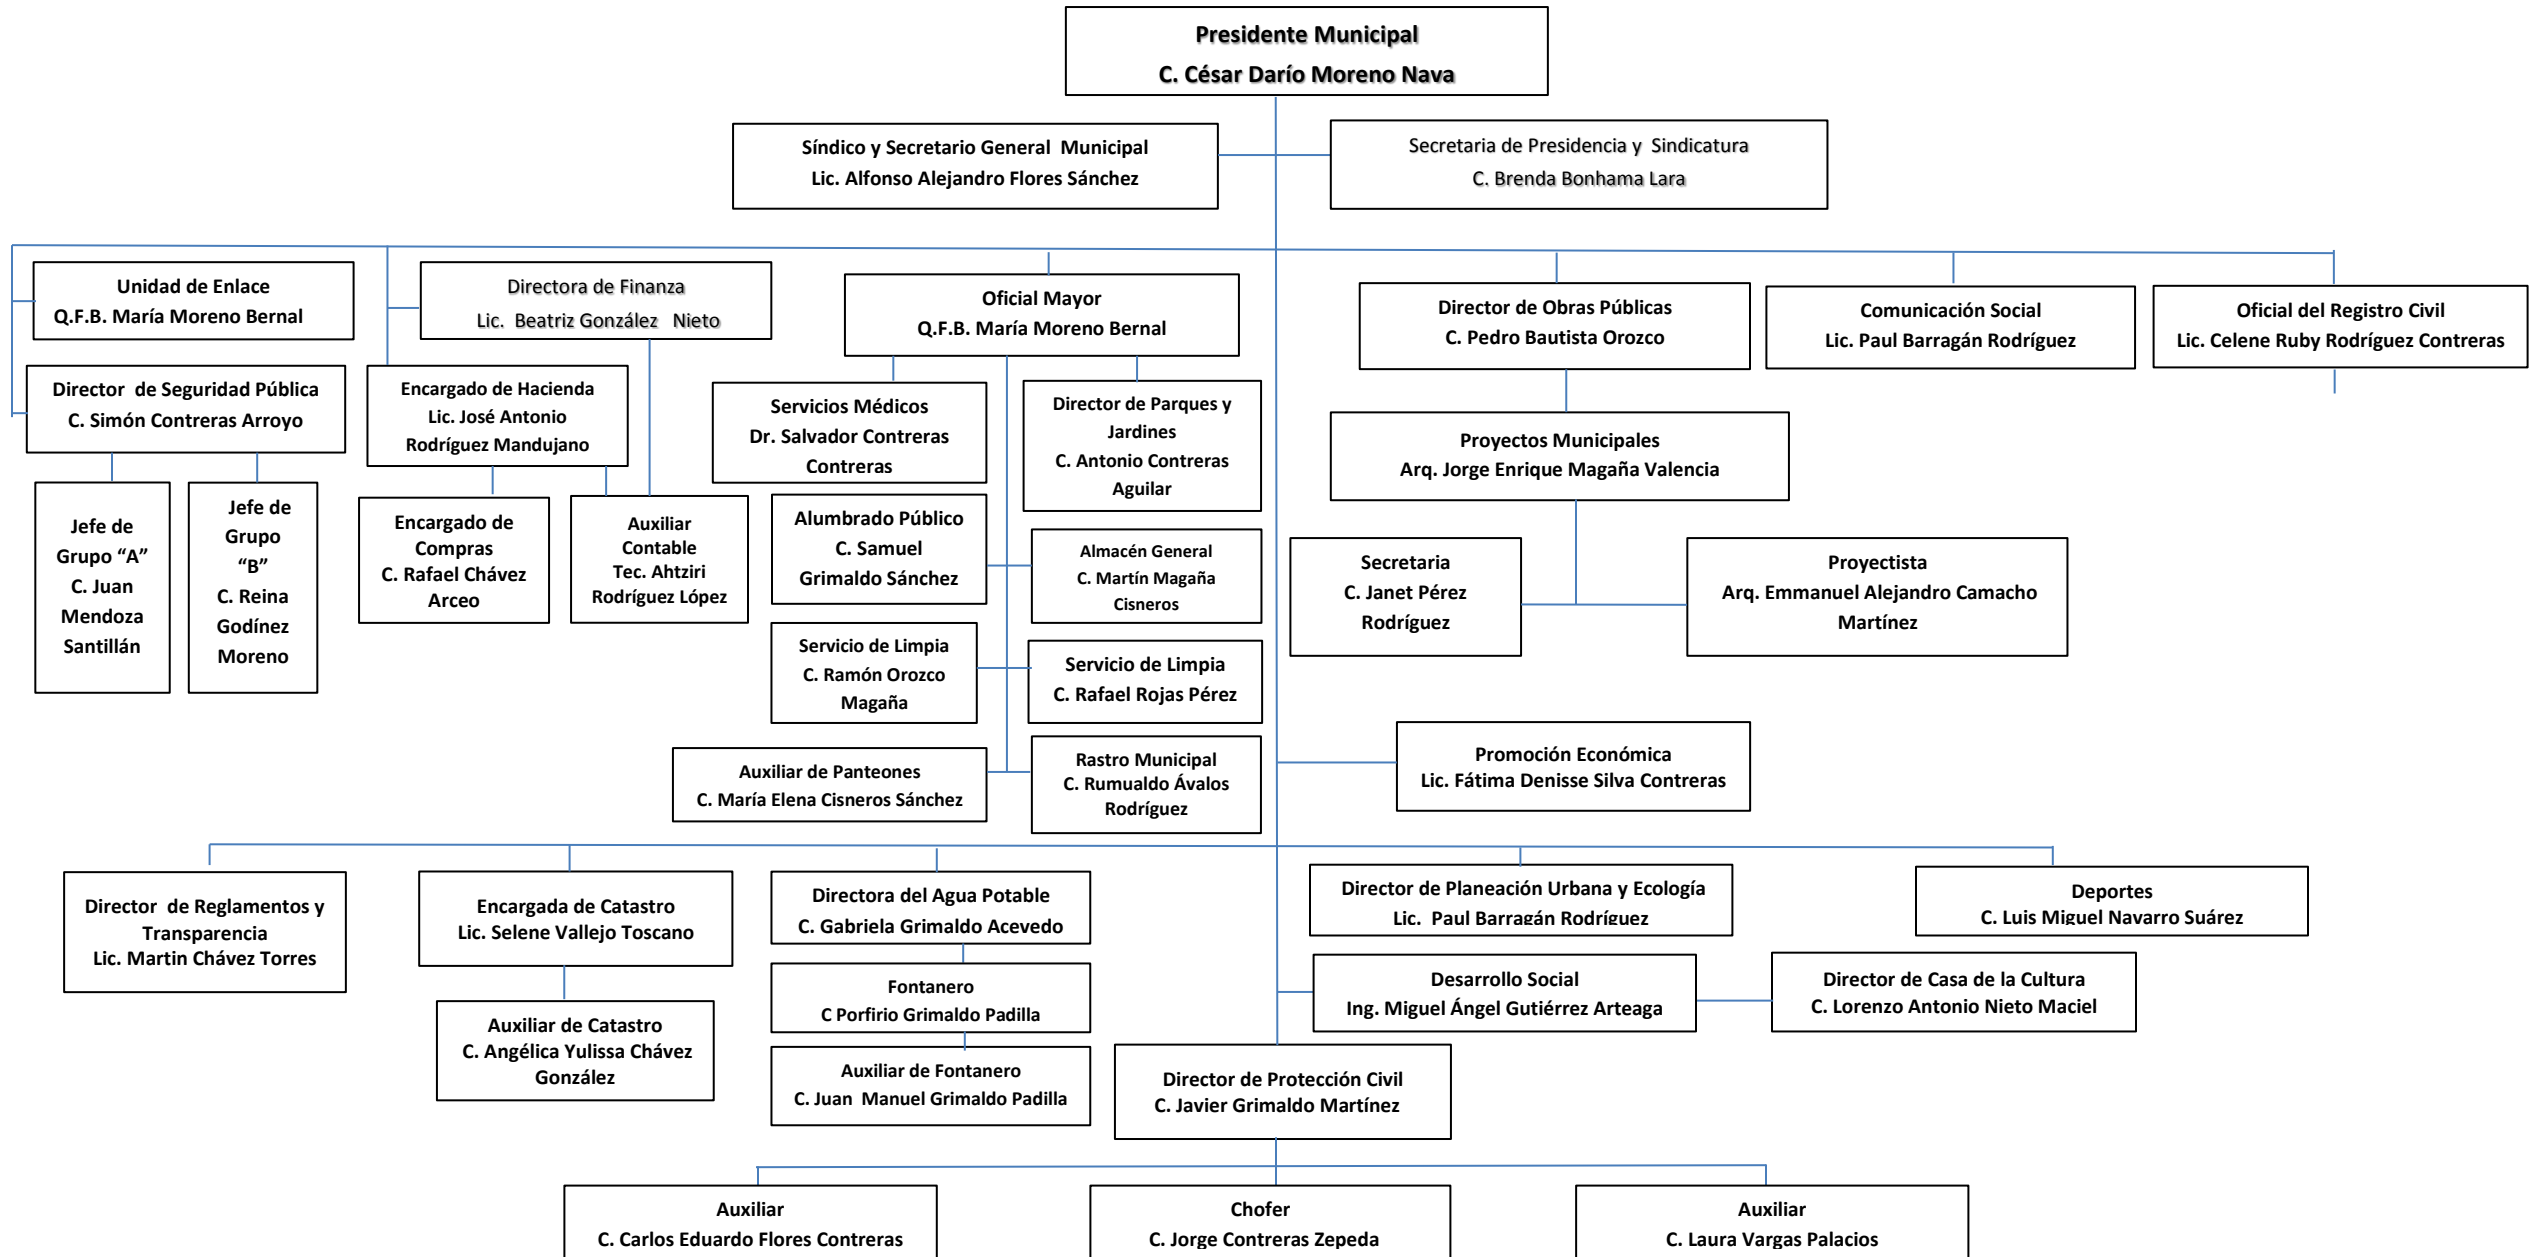 Presidente Municipal
C. César Darío Moreno Nava
Síndico y Secretario General Municipal
Lic. Alfonso Alejandro Flores Sánchez
Secretaria de Presidencia y Sindicatura
C. Brenda Bonhama Lara
Unidad de Enlace
Q.F.B. María Moreno Bernal
Directora de Finanza
Lic. Beatriz González Nieto
Oficial Mayor
Q.F.B. María Moreno Bernal
Director de Obras Públicas
C. Pedro Bautista Orozco
Comunicación Social
Lic. Paul Barragán Rodríguez
Oficial del Registro Civil
Lic. Celene Ruby Rodríguez Contreras
Director de Seguridad Pública
C. Simón Contreras Arroyo
Encargado de Hacienda
Lic. José Antonio
Rodríguez Mandujano
Servicios Médicos
Dr. Salvador Contreras
Contreras
Director de Parques y
Jardines
C. Antonio Contreras
Aguilar
Proyectos Municipales
Arq. Jorge Enrique Magaña Valencia
Jefe de
Grupo “A”
C. Juan
Mendoza
Santillán
Jefe de
Grupo
“B”
C. Reina
Godínez
Moreno
Encargado de
Compras
C. Rafael Chávez
Arceo
Auxiliar
Contable
Tec. Ahtziri
Rodríguez López
Alumbrado Público
C. Samuel
Grimaldo Sánchez
Almacén General
C. Martín Magaña
Cisneros
Secretaria
C. Janet Pérez
Rodríguez
Proyectista
Arq. Emmanuel Alejandro Camacho
Martínez
Servicio de Limpia
C. Ramón Orozco
Magaña
Servicio de Limpia
C. Rafael Rojas Pérez
Auxiliar de Panteones
C. María Elena Cisneros Sánchez
Rastro Municipal
C. Rumualdo Ávalos
Rodríguez
Promoción Económica
Lic. Fátima Denisse Silva Contreras
Director de Reglamentos y
Transparencia
Lic. Martin Chávez Torres
Encargada de Catastro
Lic. Selene Vallejo Toscano
Directora del Agua Potable
C. Gabriela Grimaldo Acevedo
Director de Planeación Urbana y Ecología
Lic. Paul Barragán Rodríguez
Deportes
C. Luis Miguel Navarro Suárez
Fontanero
C Porfirio Grimaldo Padilla
Desarrollo Social
Ing. Miguel Ángel Gutiérrez Arteaga
Director de Casa de la Cultura
C. Lorenzo Antonio Nieto Maciel
Auxiliar de Catastro
C. Angélica Yulissa Chávez
González
Auxiliar de Fontanero
C. Juan Manuel Grimaldo Padilla
Director de Protección Civil
C. Javier Grimaldo Martínez
Auxiliar
C. Carlos Eduardo Flores Contreras
Chofer
C. Jorge Contreras Zepeda
Auxiliar
C. Laura Vargas Palacios